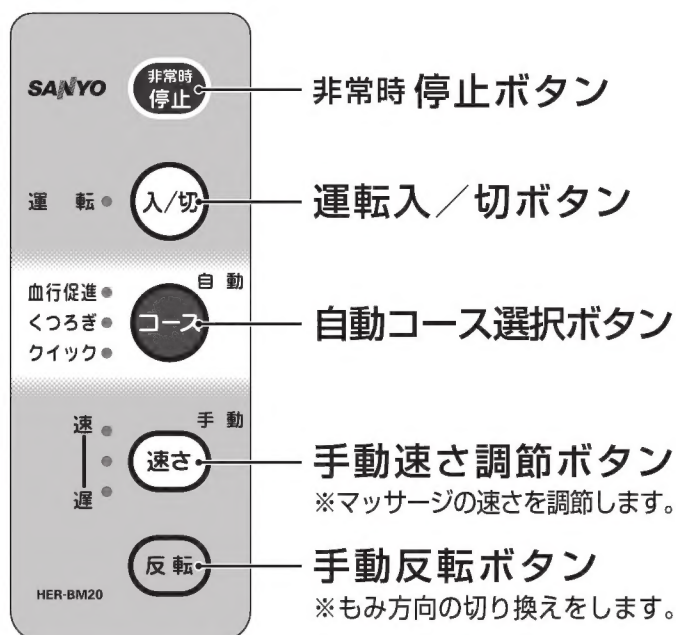 SANYO
非常時
停止
非常時停止ボタン
運転
入/切
運転入／切ボタン
自動
血行促進
くつろぎ
クイック
コース
自動コース選択ボタン
手動
速
遅
速さ
手動速さ調節ボタン
※マッサージの速さを調節します。
反転
手動反転ボタン
※もみ方向の切り換えをします。
HER-BM20